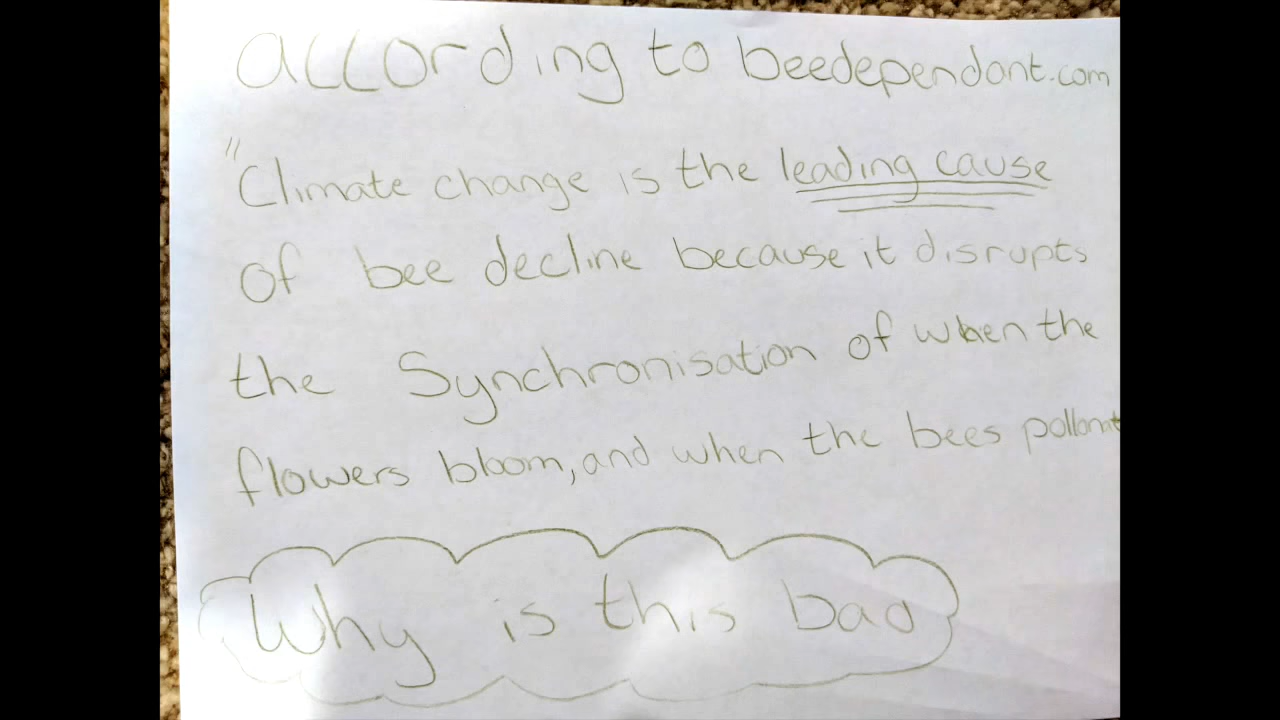 according to beedependant.com
"Climate change is the leading cause
of bee decline because it disrupts
the Synchronisation of when the
flowers bloom, and when the bees pollonat
Why is this bad